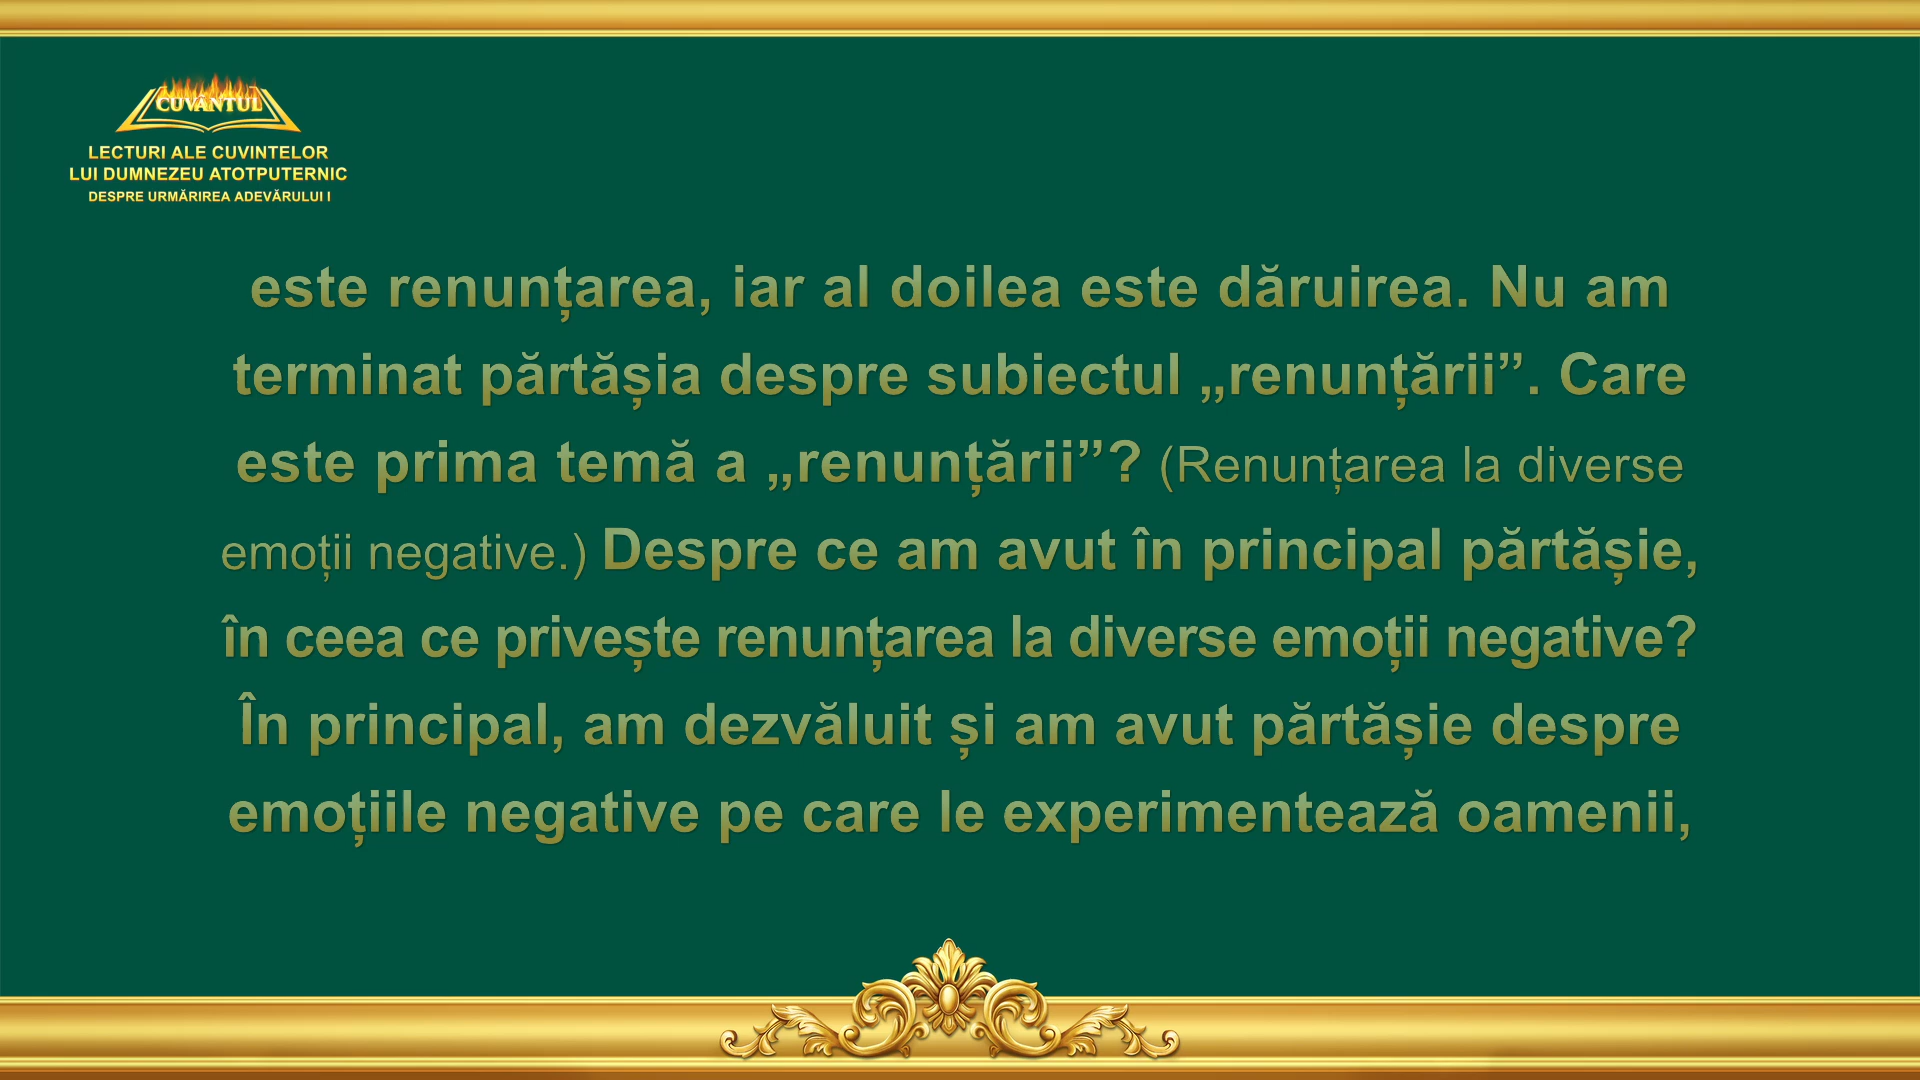 CUVÂNTUL
LECTURI ALE CUVINTELOR
LUI DUMNEZEU ATOTPUTERNIC
DESPRE URMĂRIREA ADEVĂRULUI I
este renunțarea, iar al doilea este dăruirea. Nu am
terminat părtășia despre subiectul „renunțării”. Care
este prima temă a „renunțării”? (Renunțarea la diverse
emoții negative.) Despre ce am avut în principal părtășie,
în ceea ce privește renunțarea la diverse emoții negative?
În principal, am dezvăluit și am avut părtășie despre
emoțiile negative pe care le experimentează oamenii,